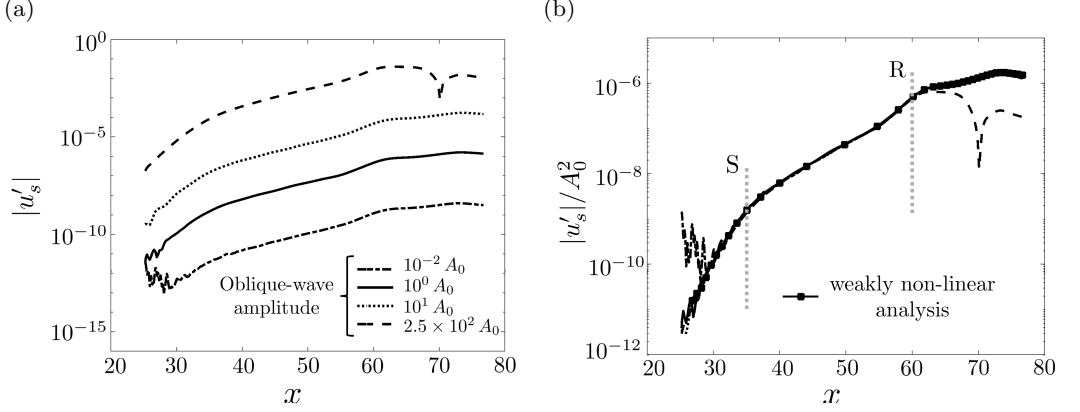 (a)
10^0
10^-5
10^-10
10^-15
|u'_s|
Oblique-wave
amplitude
10^-2 A_0
10^0 A_0
10^1 A_0
2.5 × 10^2 A_0
20 30 40 50 60 70 80
x
(b)
10^-6
10^-8
10^-10
10^-12
|u'_s|/A_0^2
S
R
weakly non-linear
analysis
20 30 40 50 60 70 80
x